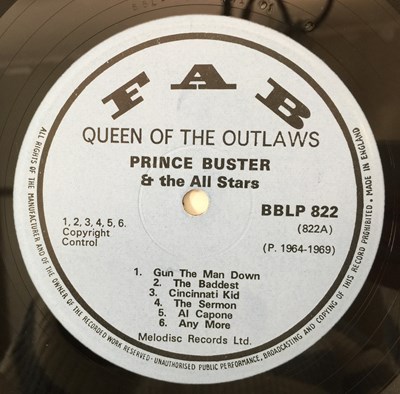 FAB
QUEEN OF THE OUTLAWS
PRINCE BUSTER
& the All Stars
1, 2, 3, 4, 5, 6.
Copyright
Control
BBLP 822
(822A)
(P. 1964-1969)
1. Gun The Man Down
2. The Baddest
3. Cincinnati Kid
4. The Sermon
5. Al Capone
6. Any More
Melodisc Records Ltd.
ALL RIGHTS OF THE MANUFACTURER AND OF THE OWNER OF THE RECORDED WORK RESERVED - UNAUTHORISED PUBLIC PERFORMANCE, BROADCASTING AND COPYING OF THIS RECORD PROHIBITED • MADE IN ENGLAND